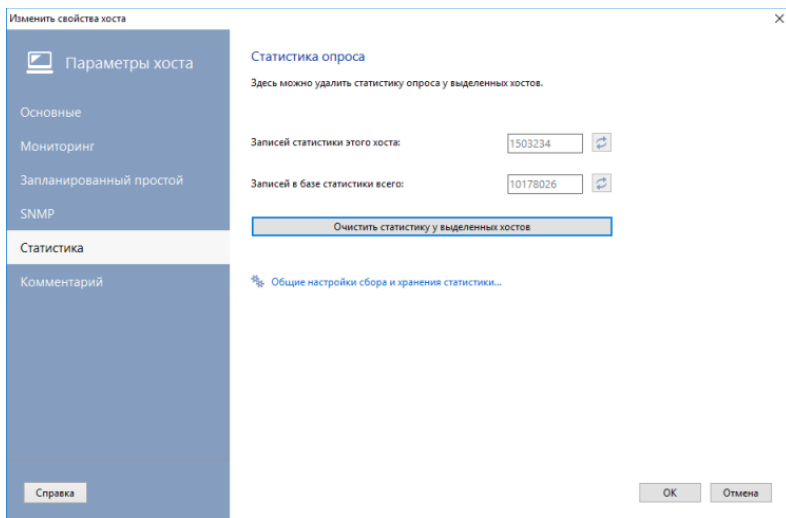 Изменить свойства хоста
Параметры хоста
Основные
Мониторинг
Запланированный простой
SNMP
Статистика
Комментарий
Справка
Статистика опроса
Здесь можно удалить статистику опроса у выделенных хостов.
Записей статистики этого хоста: 1503234
Записей в базе статистики всего: 10178026
Очистить статистику у выделенных хостов
Общие настройки сбора и хранения статистики...
OK Отмена